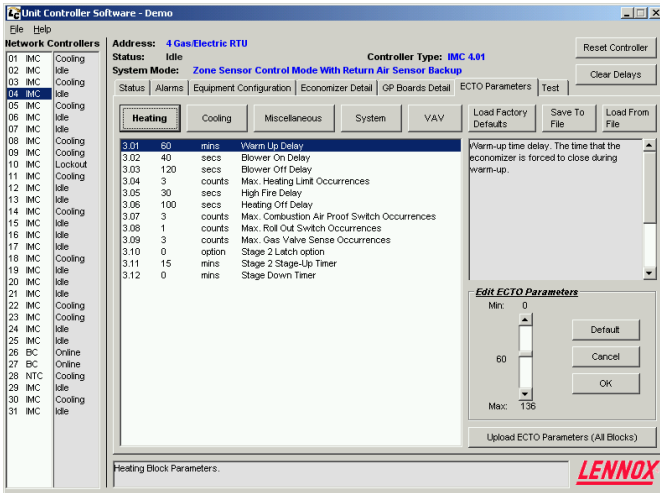 Unit Controller Software - Demo
File Help
Network Controllers
01 IMC Cooling
02 IMC Idle
03 IMC Cooling
04 IMC Idle
05 IMC Cooling
06 IMC Idle
07 IMC Idle
08 IMC Cooling
09 IMC Cooling
10 IMC Lockout
11 IMC Cooling
12 IMC Idle
13 IMC Idle
14 IMC Cooling
15 IMC Idle
16 IMC Idle
17 IMC Idle
18 IMC Cooling
19 IMC Idle
20 IMC Idle
21 IMC Idle
22 IMC Cooling
23 IMC Cooling
24 IMC Idle
25 IMC Idle
26 BC Online
27 BC Online
28 NTC Cooling
29 IMC Idle
30 IMC Cooling
31 IMC Idle
Address: 4 Gas/Electric RTU
Status: Idle Controller Type: IMC 4.01
System Mode: Zone Sensor Control Mode With Return Air Sensor Backup
Reset Controller
Clear Delays
Status Alarms Equipment Configuration Economizer Detail GP Boards Detail ECTO Parameters Test
Heating Cooling Miscellaneous System VAV
Load Factory Defaults
Save To File
Load From File
3.01 60 mins Warm Up Delay
3.02 40 secs Blower On Delay
3.03 120 secs Blower Off Delay
3.04 3 counts Max. Heating Limit Occurrences
3.05 30 secs High Fire Delay
3.06 100 secs Heating Off Delay
3.07 3 counts Max. Combustion Air Proof Switch Occurrences
3.08 1 counts Max. Roll Out Switch Occurrences
3.09 3 counts Max. Gas Valve Sense Occurrences
3.10 0 option Stage 2 Latch option
3.11 15 mins Stage 2 Stage-Up Timer
3.12 0 mins Stage Down Timer
Warm-up time delay. The time that the
economizer is forced to close during
warm-up.
Edit ECTO Parameters
Min: 0
60
Max: 136
Default
Cancel
OK
Upload ECTO Parameters (All Blocks)
Heating Block Parameters.
LENNOX